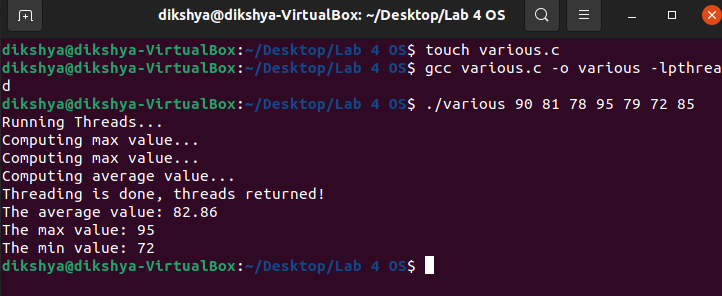 dikshya@dikshya-VirtualBox: ~/Desktop/Lab 4 OS
dikshya@dikshya-VirtualBox:~/Desktop/Lab 4 OS$ touch various.c
dikshya@dikshya-VirtualBox:~/Desktop/Lab 4 OS$ gcc various.c -o various -lpthrea
d
dikshya@dikshya-VirtualBox:~/Desktop/Lab 4 OS$ ./various 90 81 78 95 79 72 85
Running Threads...
Computing max value...
Computing max value...
Computing average value...
Threading is done, threads returned!
The average value: 82.86
The max value: 95
The min value: 72
dikshya@dikshya-VirtualBox:~/Desktop/Lab 4 OS$